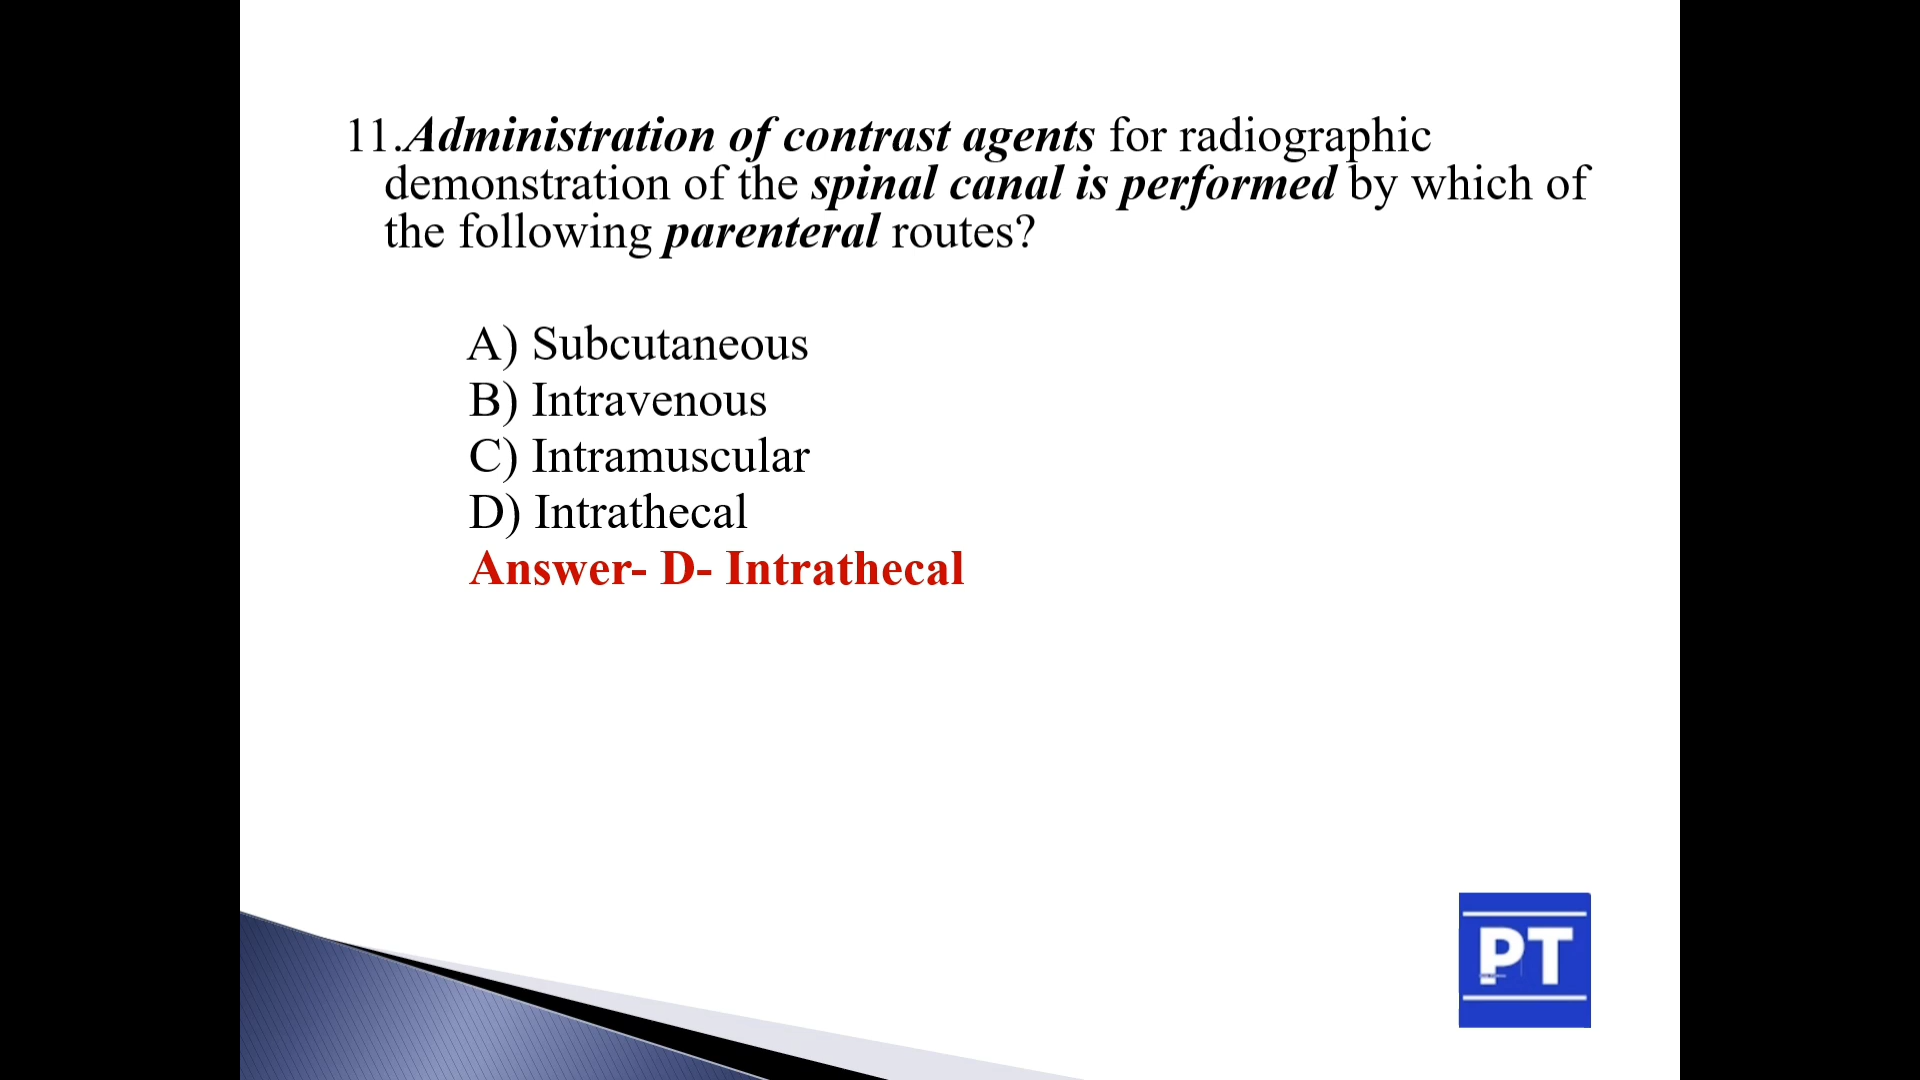 11.Administration of contrast agents for radiographic
demonstration of the spinal canal is performed by which of
the following parenteral routes?
A) Subcutaneous
B) Intravenous
C) Intramuscular
D) Intrathecal
Answer- D- Intrathecal
PT